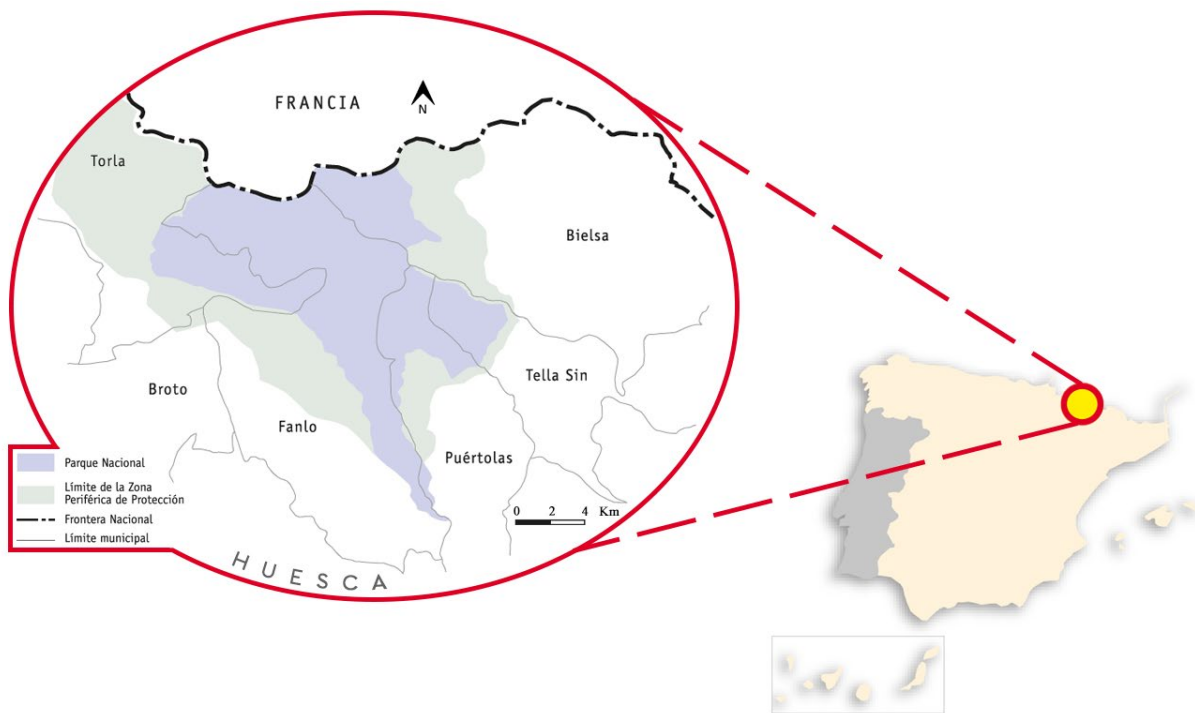 FRANCIA
N
Torla
Bielsa
Tella Sin
Broto
Fanlo
Puértolas
Parque Nacional
Límite de la Zona
Periférica de Protección
Frontera Nacional
Límite municipal
0 2 4 Km
HUESCA